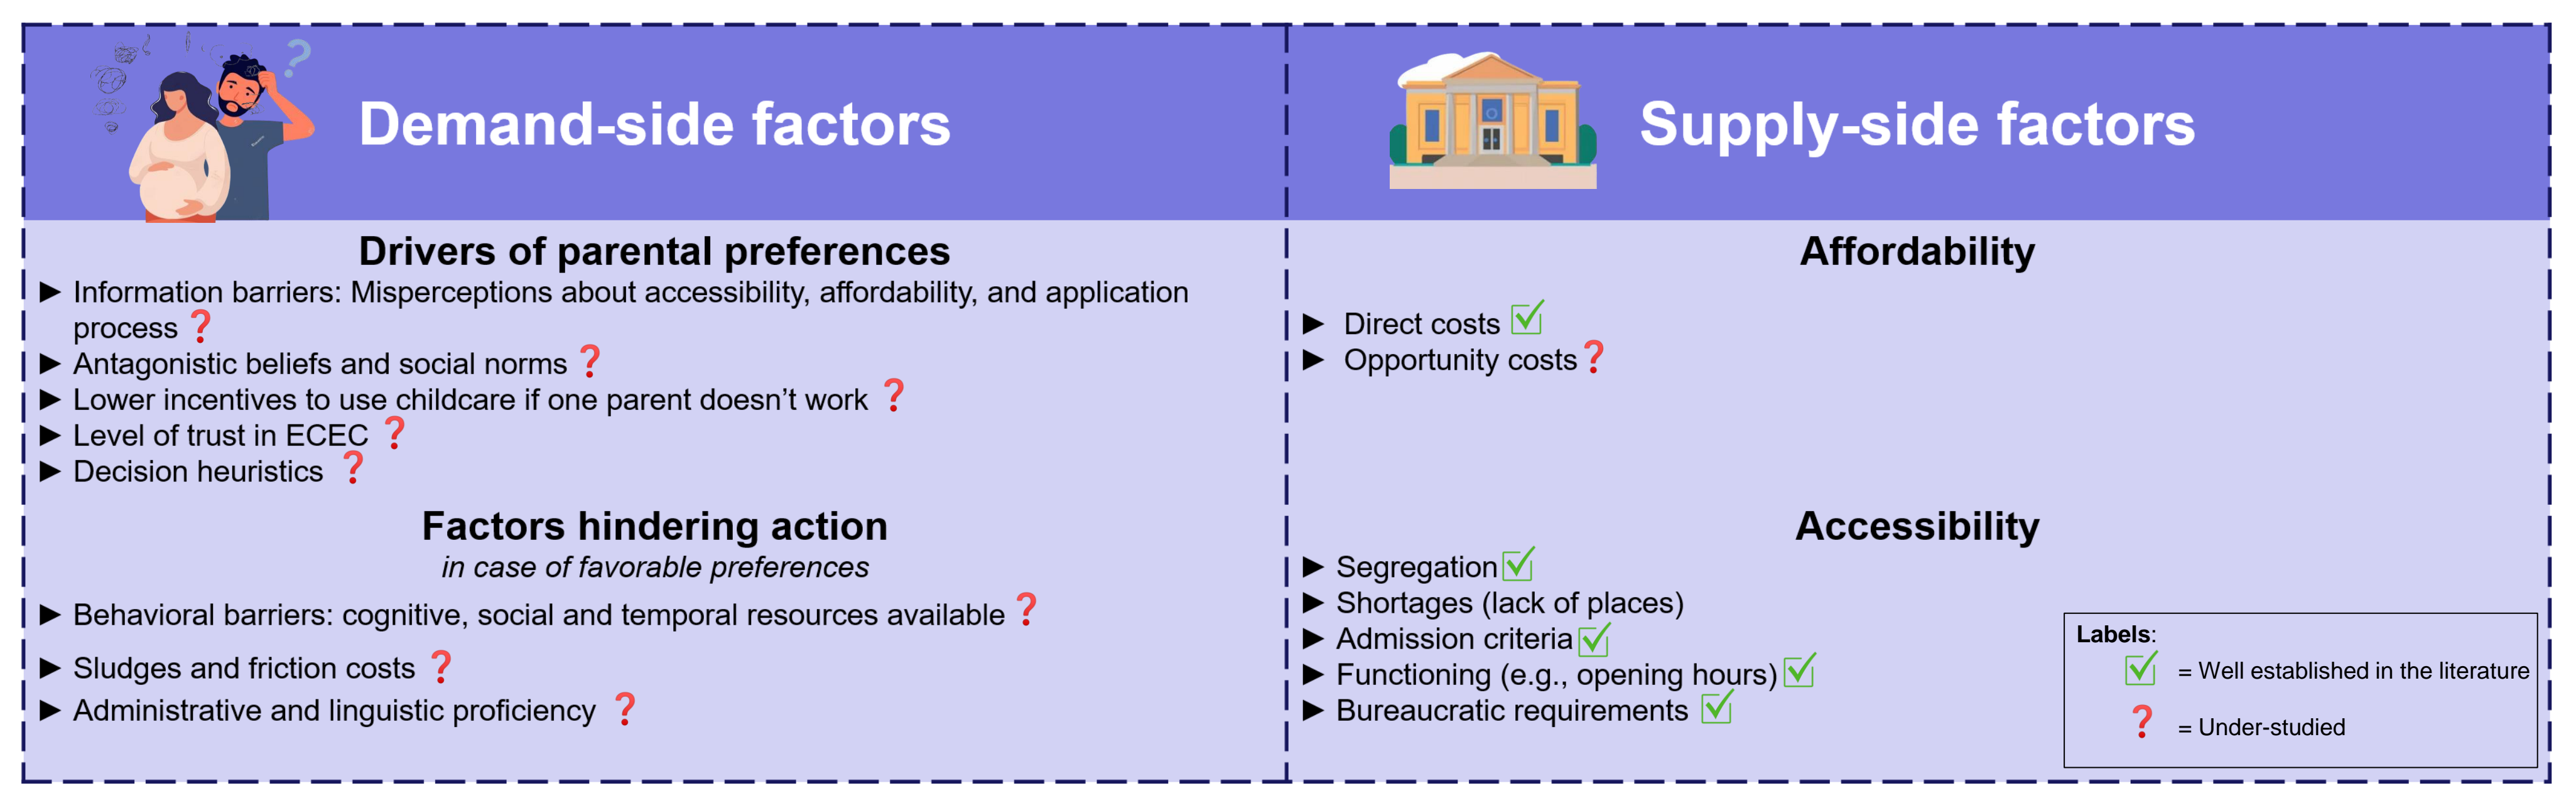 Demand-side factors
Drivers of parental preferences
► Information barriers: Misperceptions about accessibility, affordability, and application
process ❓
► Antagonistic beliefs and social norms ❓
► Lower incentives to use childcare if one parent doesn’t work ❓
► Level of trust in ECEC ❓
► Decision heuristics ❓
Factors hindering action
in case of favorable preferences
► Behavioral barriers: cognitive, social and temporal resources available ❓
► Sludges and friction costs ❓
► Administrative and linguistic proficiency ❓
Supply-side factors
Affordability
► Direct costs ☑
► Opportunity costs ❓
Accessibility
► Segregation ☑
► Shortages (lack of places)
► Admission criteria ☑
► Functioning (e.g., opening hours) ☑
► Bureaucratic requirements ☑
Labels:
☑ = Well established in the literature
❓ = Under-studied